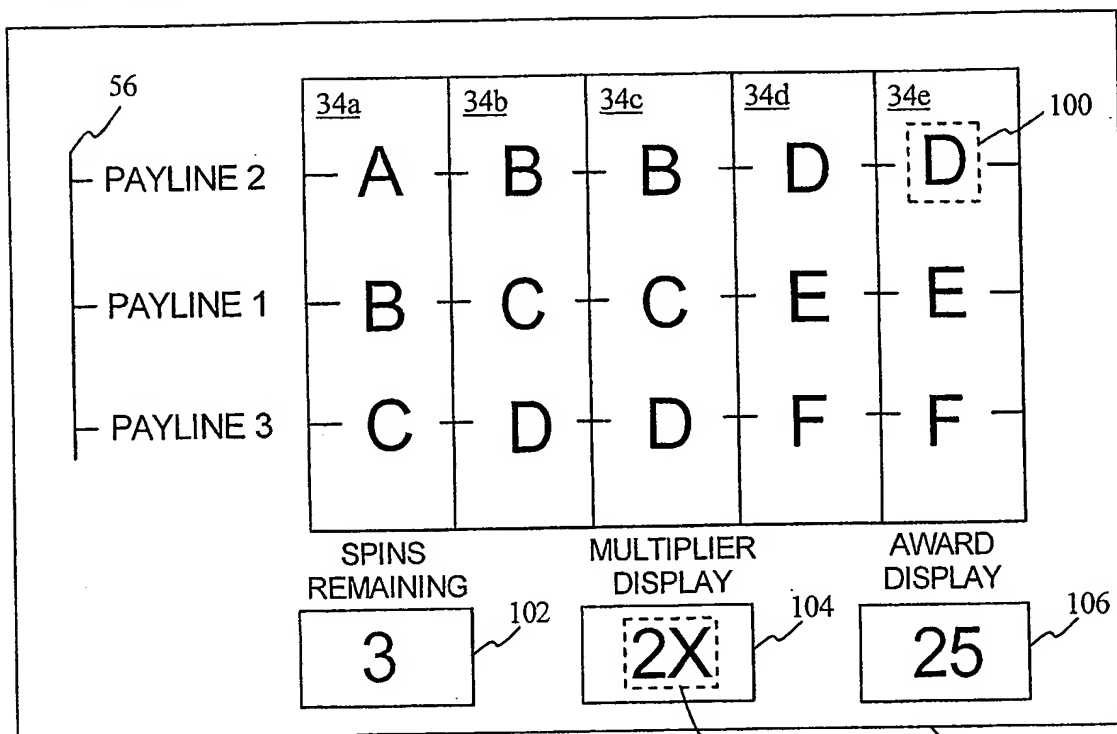 56
34a 34b 34c 34d 34e
100
PAYLINE 2 A B B D D
PAYLINE 1 B C C E E
PAYLINE 3 C D D F F
SPINS REMAINING
MULTIPLIER DISPLAY
AWARD DISPLAY
3
102
2X
104
25
106